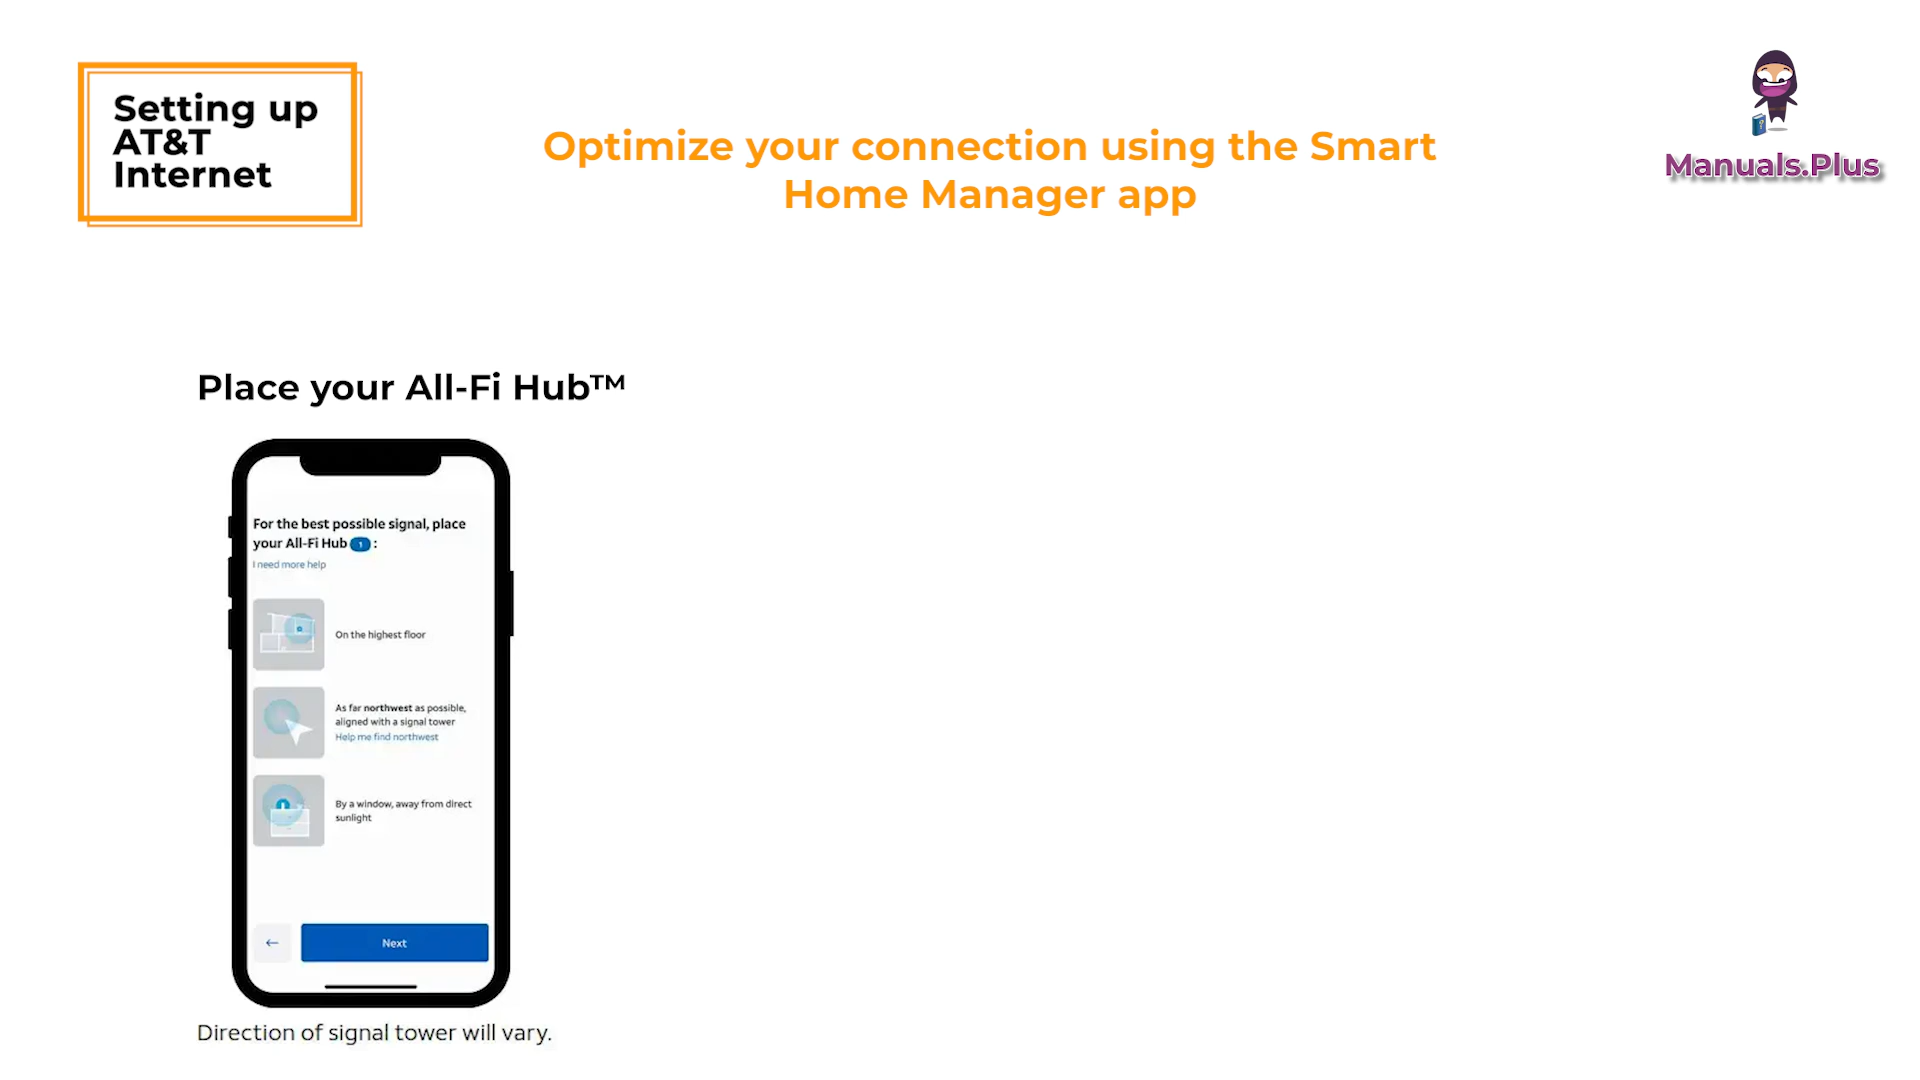 Setting up
AT&T
Internet
Optimize your connection using the Smart
Home Manager app
Manuals.Plus
Place your All-Fi Hub™
For the best possible signal, place
your All-Fi Hub 1 :
I need more help
On the highest floor
As far northwest as possible,
aligned with a signal tower
Help me find northwest
By a window, away from direct
sunlight
← Next
Direction of signal tower will vary.